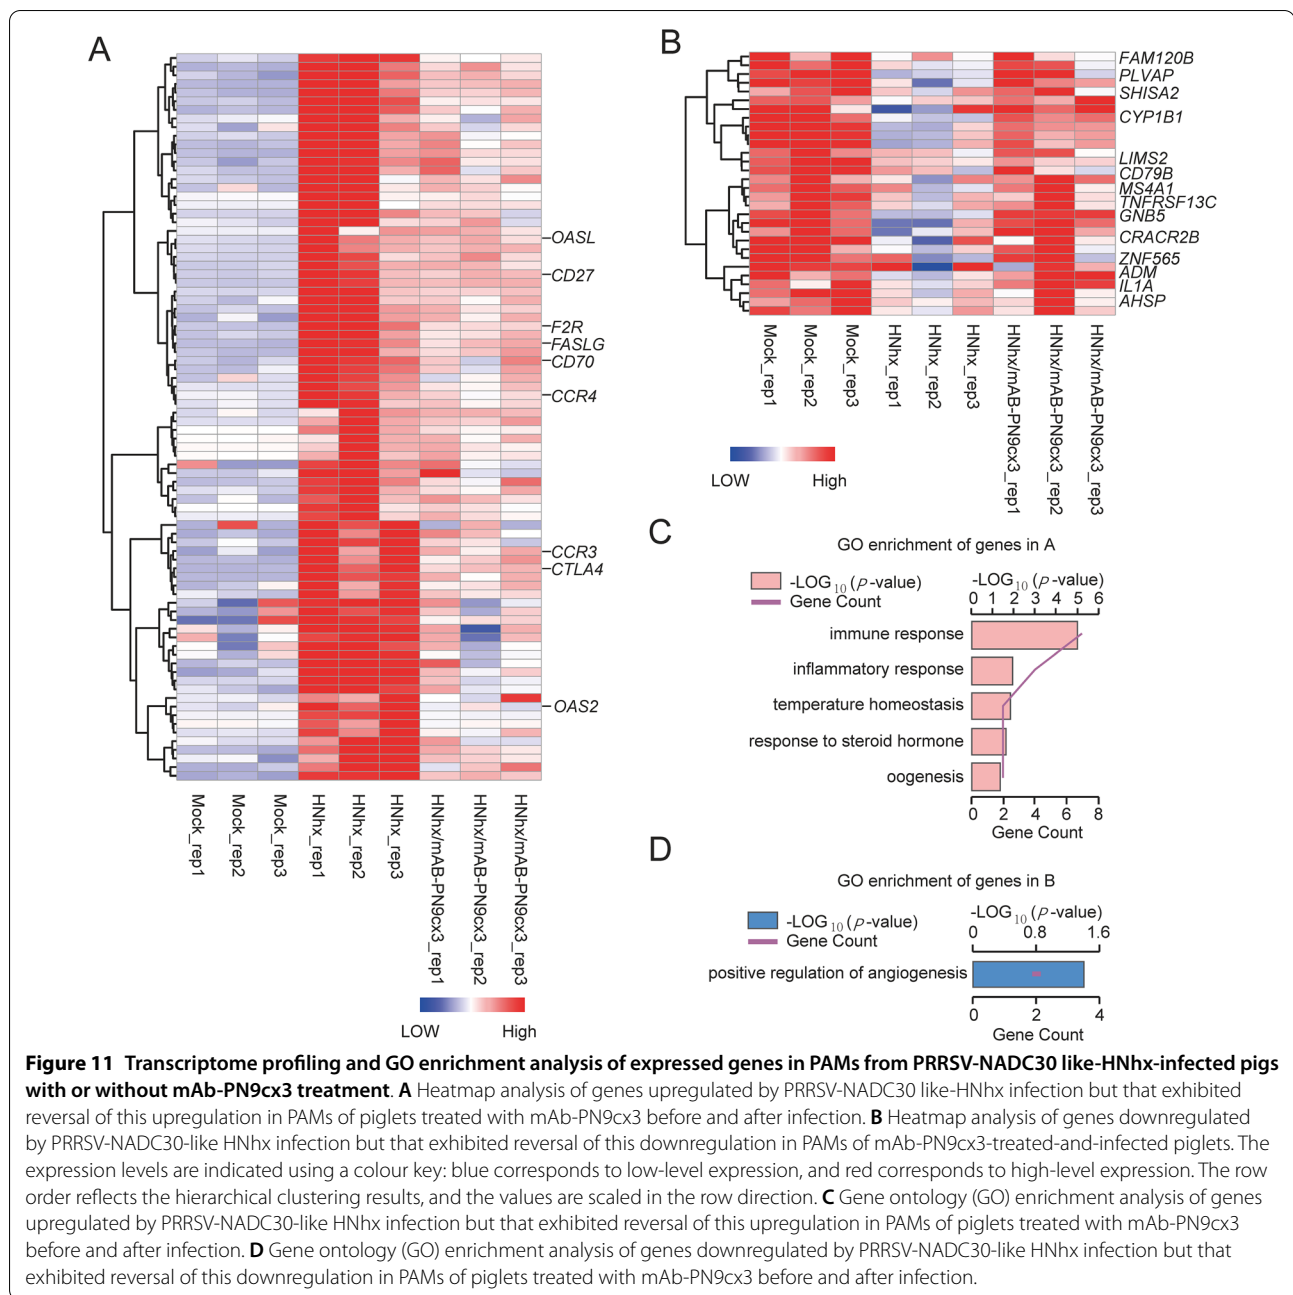 A
OASL
CD27
F2R
FASLG
CD70
CCR4
CCR3
CTLA4
OAS2
Mock_rep1
Mock_rep2
Mock_rep3
HNhx_rep1
HNhx_rep2
HNhx_rep3
HNhx/mAB-PN9cx3_rep1
HNhx/mAB-PN9cx3_rep2
HNhx/mAB-PN9cx3_rep3
LOW High
B
FAM120B
PLVAP
SHISA2
CYP1B1
LIMS2
CD79B
MS4A1
TNFRSF13C
GNB5
CRACR2B
ZNF565
ADM
IL1A
AHSP
Mock_rep1
Mock_rep2
Mock_rep3
HNhx_rep1
HNhx_rep2
HNhx_rep3
HNhx/mAB-PN9cx3_rep1
HNhx/mAB-PN9cx3_rep2
HNhx/mAB-PN9cx3_rep3
LOW High
C
GO enrichment of genes in A
-LOG10 (P-value)
Gene Count
-LOG10 (P-value)
0 1 2 3 4 5 6
immune response
inflammatory response
temperature homeostasis
response to steroid hormone
oogenesis
0 2 4 6 8
Gene Count
D
GO enrichment of genes in B
-LOG10 (P-value)
Gene Count
-LOG10 (P-value)
0 0.8 1.6
positive regulation of angiogenesis
0 2 4
Gene Count
Figure 11 Transcriptome profiling and GO enrichment analysis of expressed genes in PAMs from PRRSV-NADC30 like-HNhx-infected pigs
with or without mAb-PN9cx3 treatment. A Heatmap analysis of genes upregulated by PRRSV-NADC30 like-HNhx infection but that exhibited
reversal of this upregulation in PAMs of piglets treated with mAb-PN9cx3 before and after infection. B Heatmap analysis of genes downregulated
by PRRSV-NADC30-like HNhx infection but that exhibited reversal of this downregulation in PAMs of mAb-PN9cx3-treated-and-infected piglets. The
expression levels are indicated using a colour key: blue corresponds to low-level expression, and red corresponds to high-level expression. The row
order reflects the hierarchical clustering results, and the values are scaled in the row direction. C Gene ontology (GO) enrichment analysis of genes
upregulated by PRRSV-NADC30-like HNhx infection but that exhibited reversal of this upregulation in PAMs of piglets treated with mAb-PN9cx3
before and after infection. D Gene ontology (GO) enrichment analysis of genes downregulated by PRRSV-NADC30-like HNhx infection but that
exhibited reversal of this downregulation in PAMs of piglets treated with mAb-PN9cx3 before and after infection.